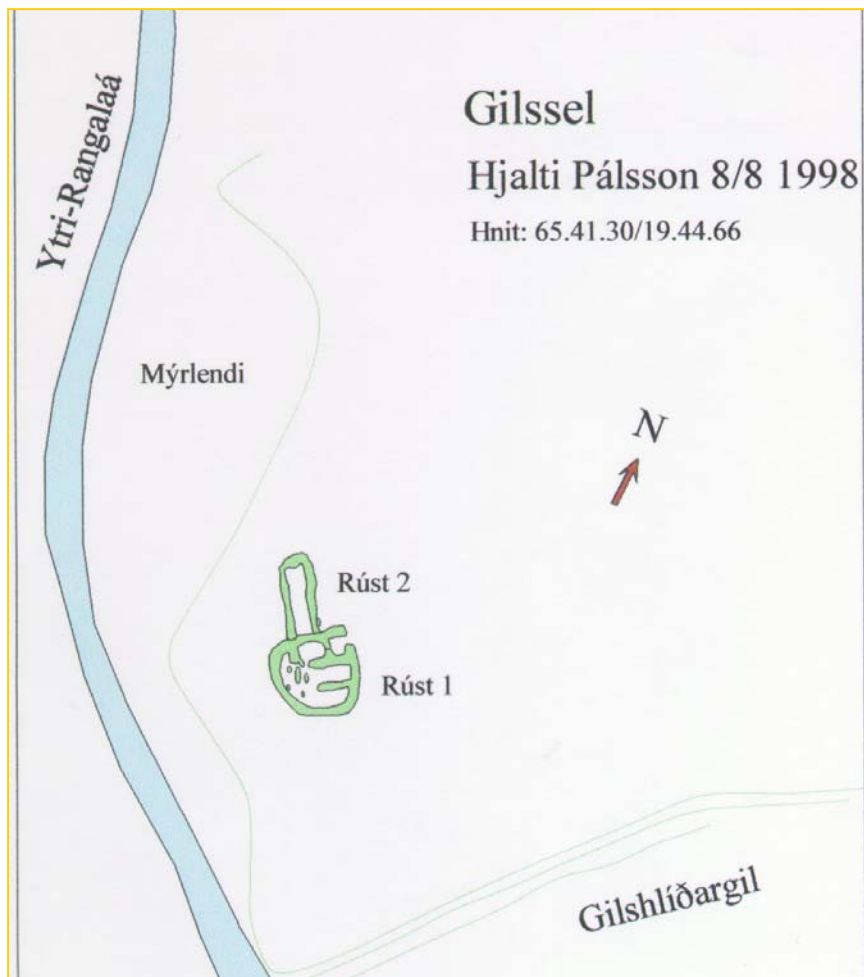 Gilssel
Hjalti Pálsson 8/8 1998
Hnit: 65.41.30/19.44.66
Ytri-Rangalaá
Mýrlendi
N
Rúst 2
Rúst 1
Gilshlíðargil